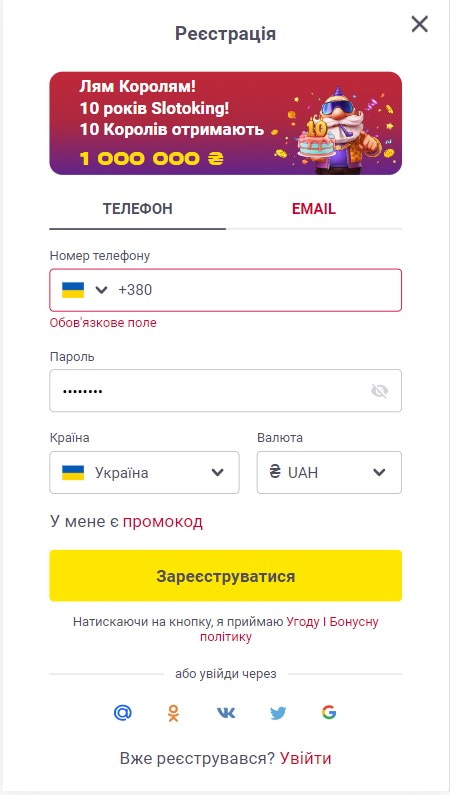 Реєстрація
Лям Королям!
10 років Slotoking!
10 Королів отримають
1 000 000 ₴
10
ТЕЛЕФОН
EMAIL
Номер телефону
+380
Обов'язкове поле
Пароль
••••••••
Країна
Валюта
Україна
₴ UAH
У мене є промокод
Зареєструватися
Натискаючи на кнопку, я приймаю Угоду І Бонусну
політику
або увійди через
Вже реєструвався? Увійти